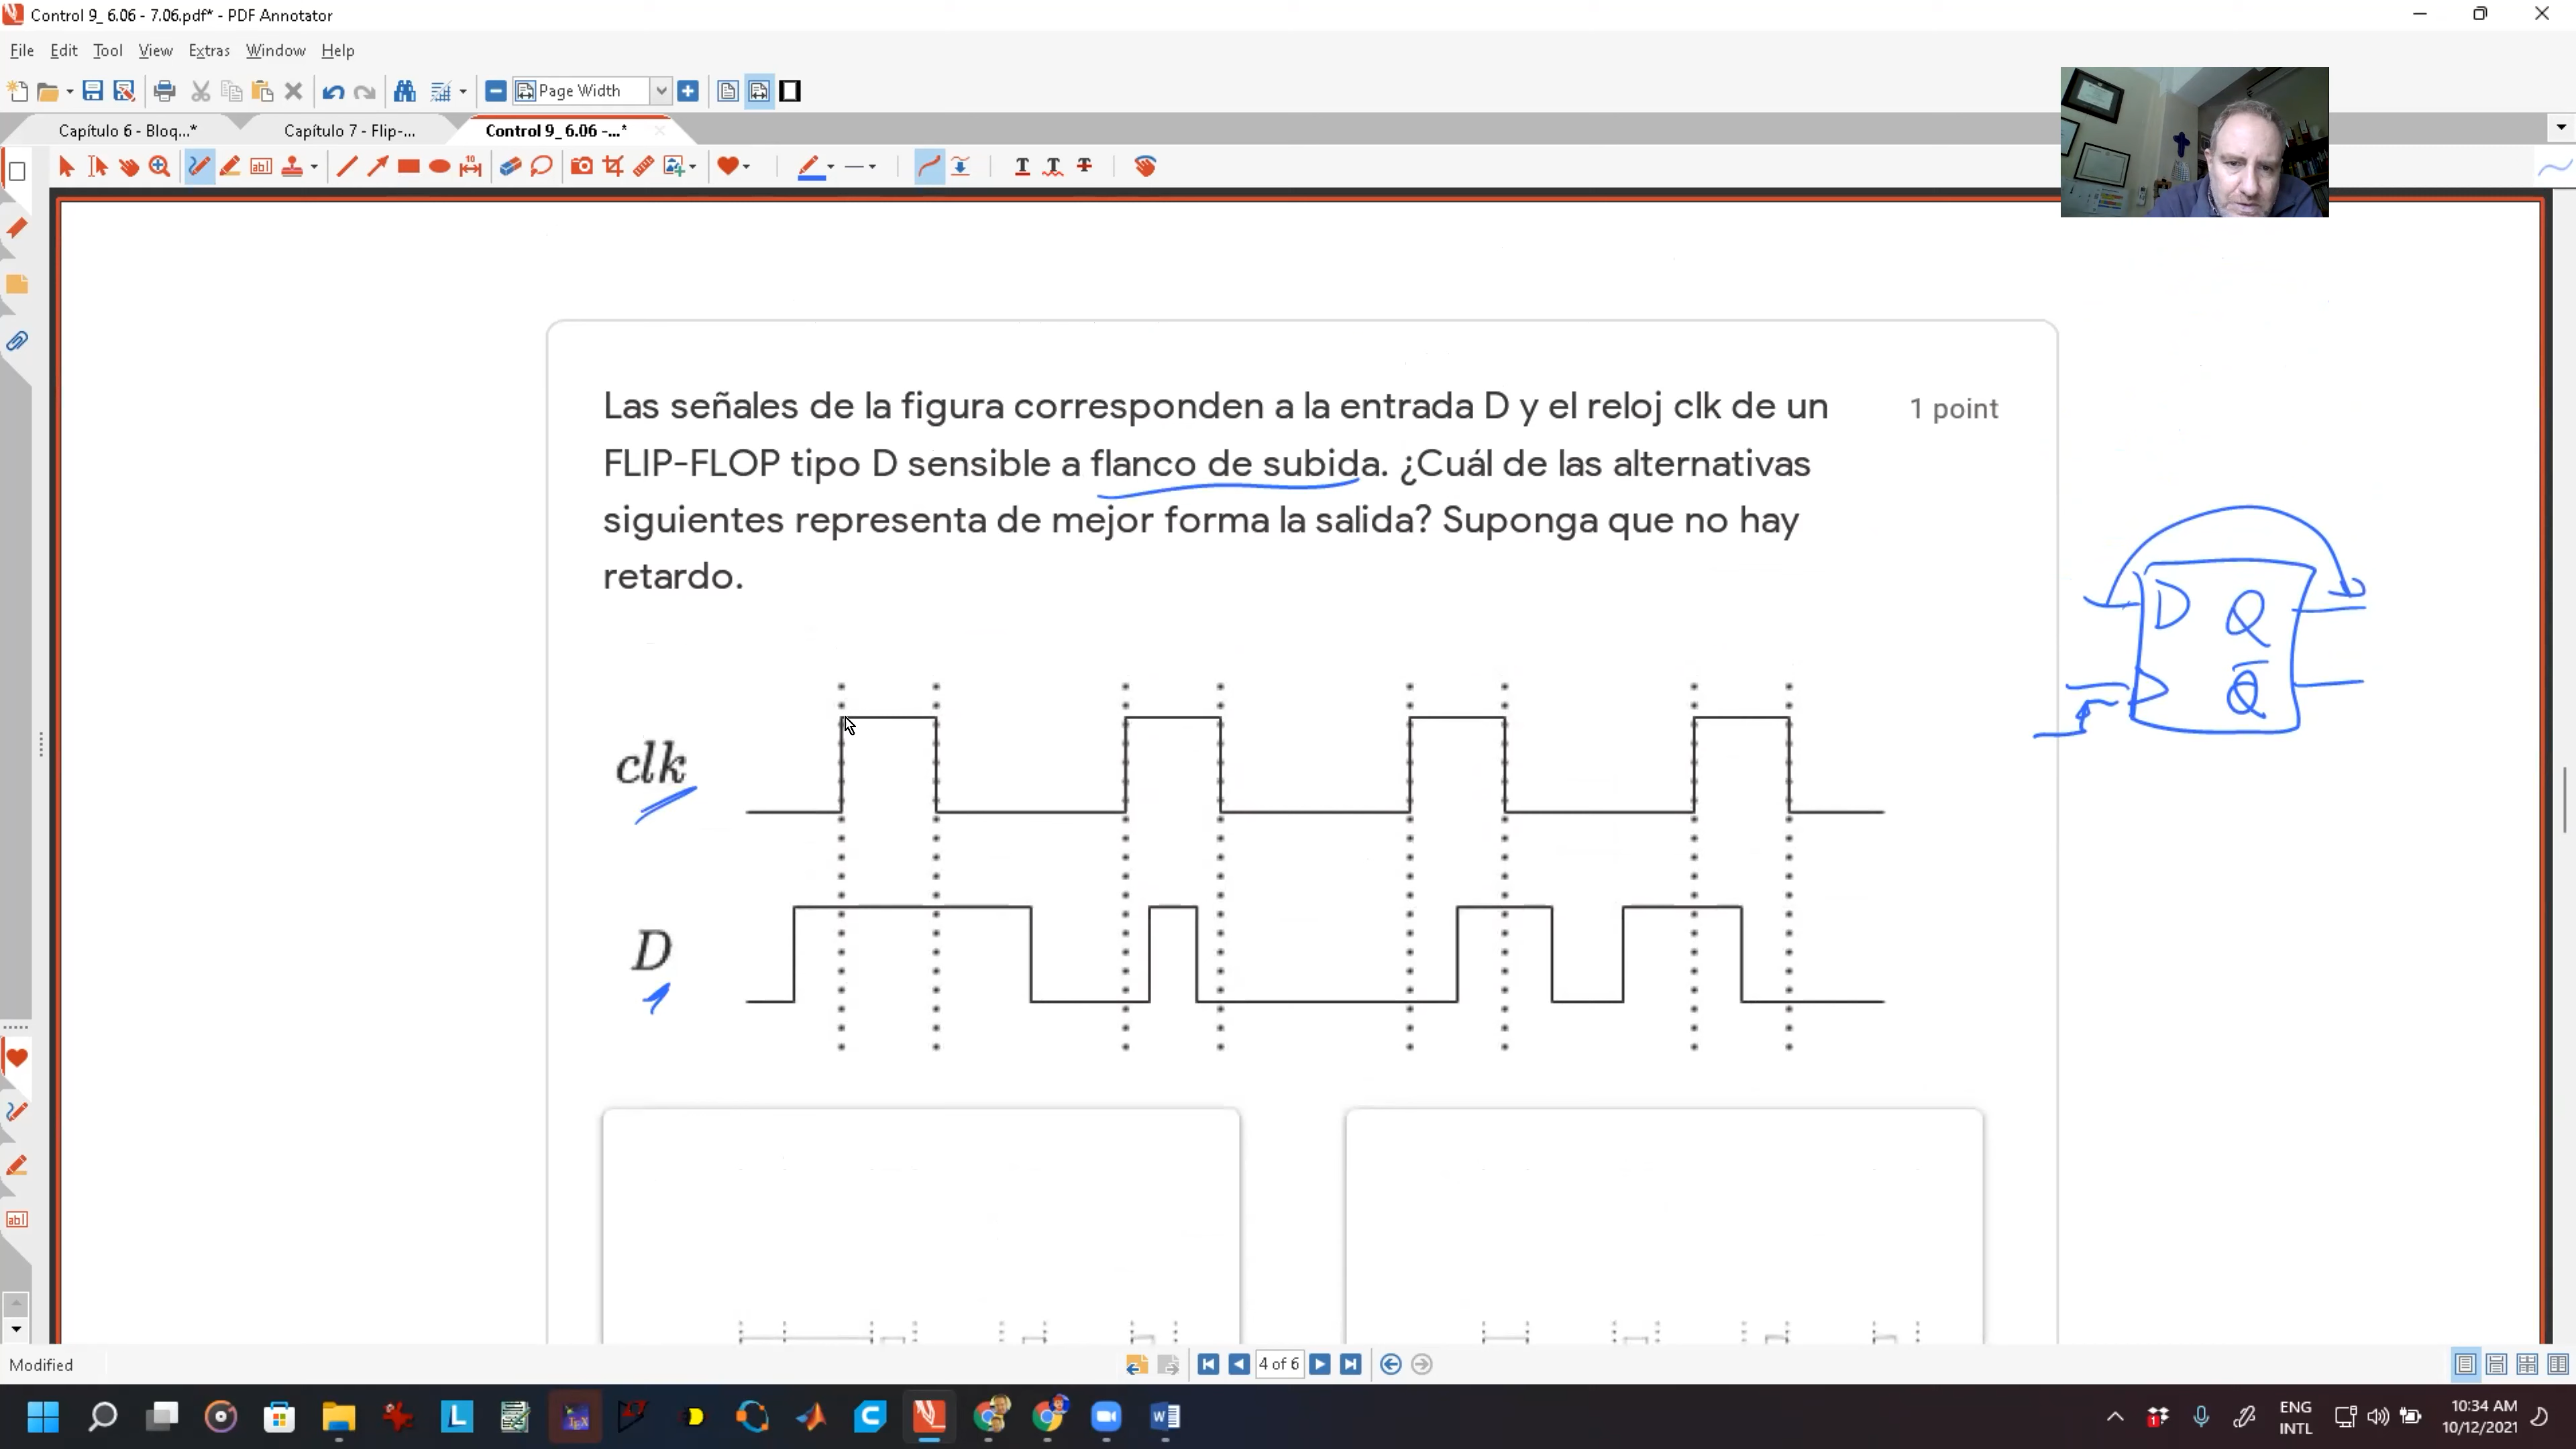 Control 9_ 6.06 - 7.06.pdf* - PDF Annotator
File Edit Tool View Extras Window Help
Page Width
Capítulo 6 - Bloq...* Capítulo 7 - Flip-... Control 9_ 6.06 -...*
Las señales de la figura corresponden a la entrada D y el reloj clk de un
1 point
FLIP-FLOP tipo D sensible a flanco de subida. ¿Cuál de las alternativas
siguientes representa de mejor forma la salida? Suponga que no hay
retardo.
D Q
Q̅
clk
D
Modified
4 of 6
ENG
INTL
10:34 AM
10/12/2021